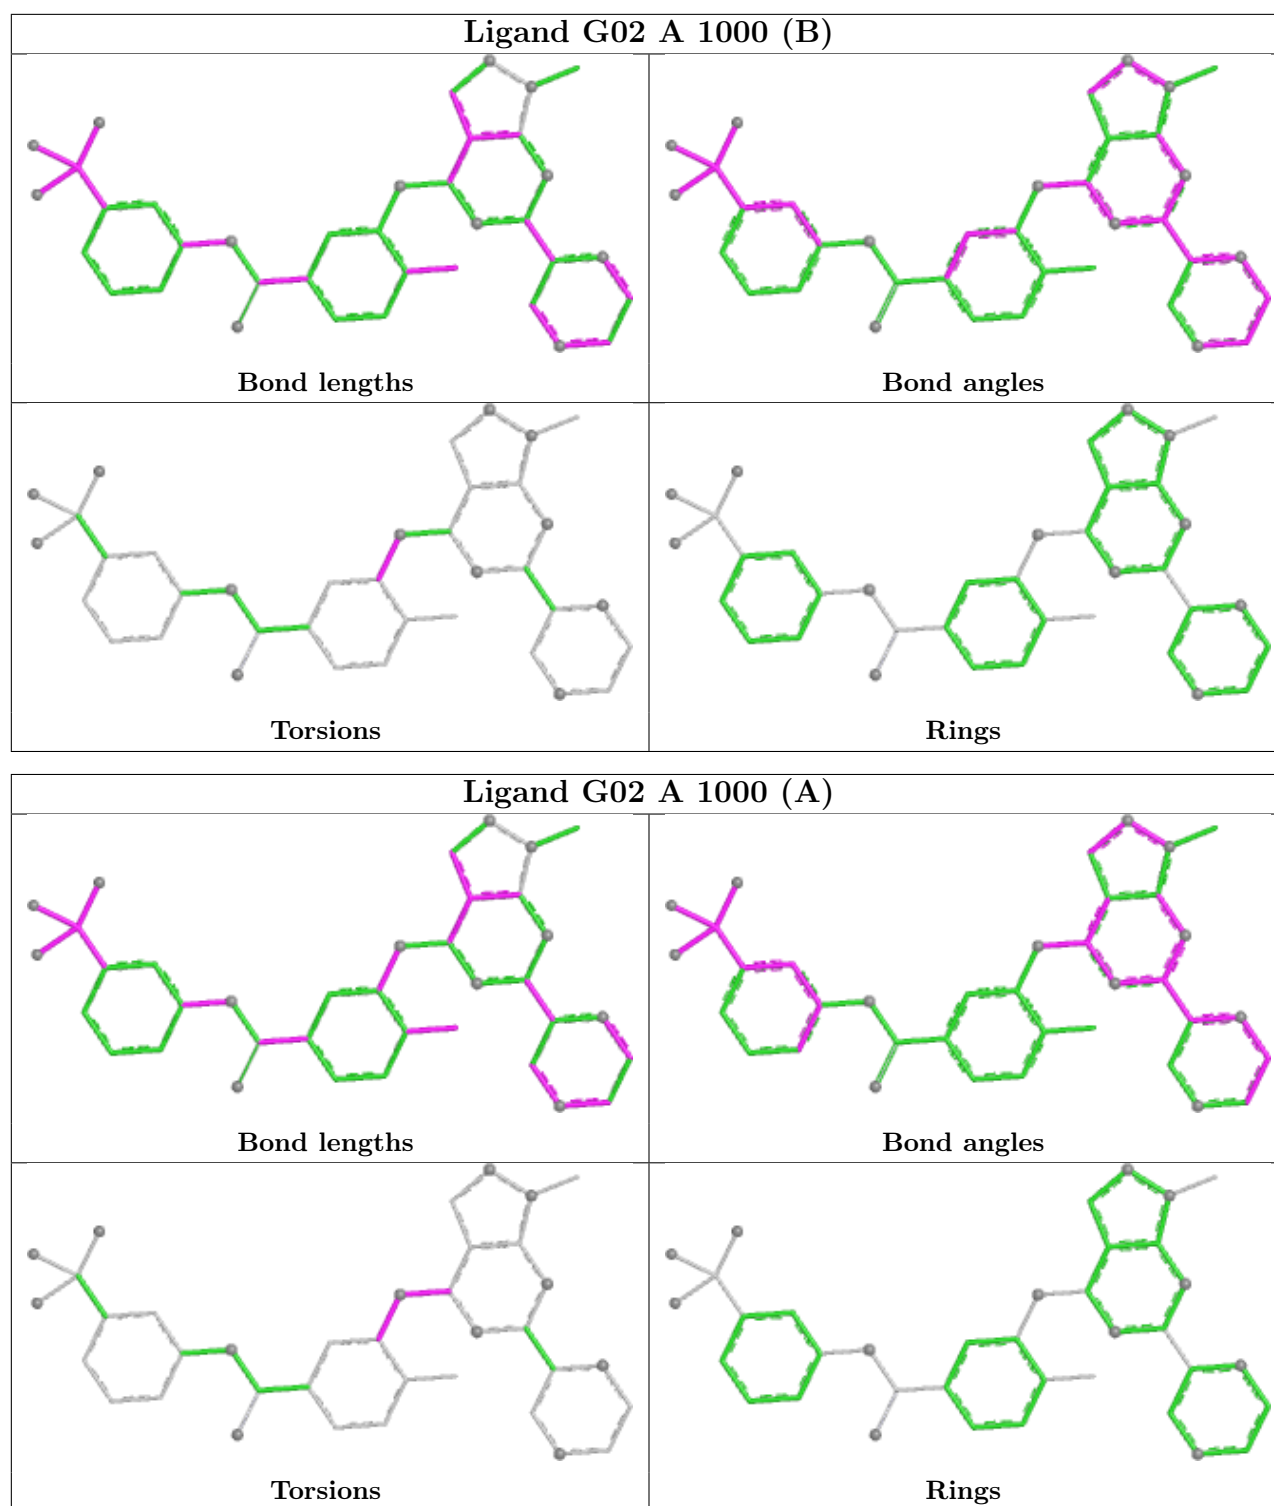 Ligand G02 A 1000 (B)
Bond lengths
Bond angles
Torsions
Rings
Ligand G02 A 1000 (A)
Bond lengths
Bond angles
Torsions
Rings